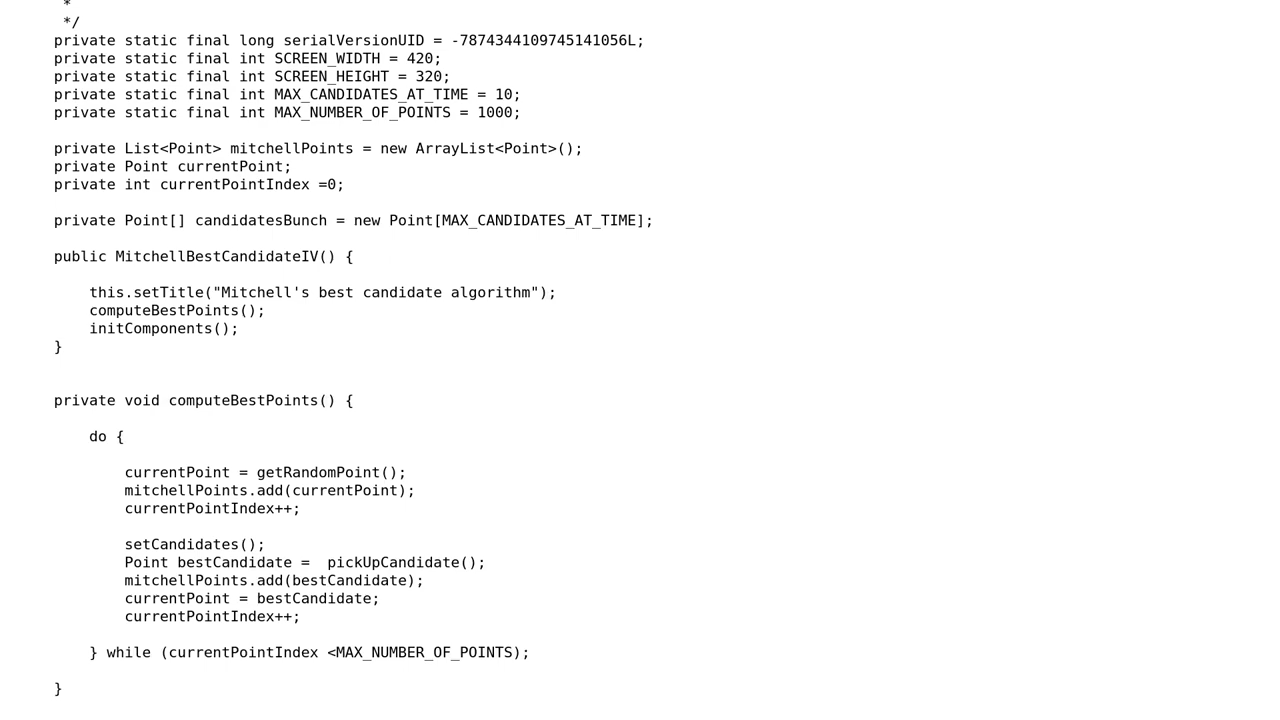 *
*/
private static final long serialVersionUID = -7874344109745141056L;
private static final int SCREEN_WIDTH = 420;
private static final int SCREEN_HEIGHT = 320;
private static final int MAX_CANDIDATES_AT_TIME = 10;
private static final int MAX_NUMBER_OF_POINTS = 1000;
private List<Point> mitchellPoints = new ArrayList<Point>();
private Point currentPoint;
private int currentPointIndex =0;
private Point[] candidatesBunch = new Point[MAX_CANDIDATES_AT_TIME];
public MitchellBestCandidateIV() {
this.setTitle("Mitchell's best candidate algorithm");
computeBestPoints();
initComponents();
}
private void computeBestPoints() {
do {
currentPoint = getRandomPoint();
mitchellPoints.add(currentPoint);
currentPointIndex++;
setCandidates();
Point bestCandidate =  pickUpCandidate();
mitchellPoints.add(bestCandidate);
currentPoint = bestCandidate;
currentPointIndex++;
} while (currentPointIndex <MAX_NUMBER_OF_POINTS);
}